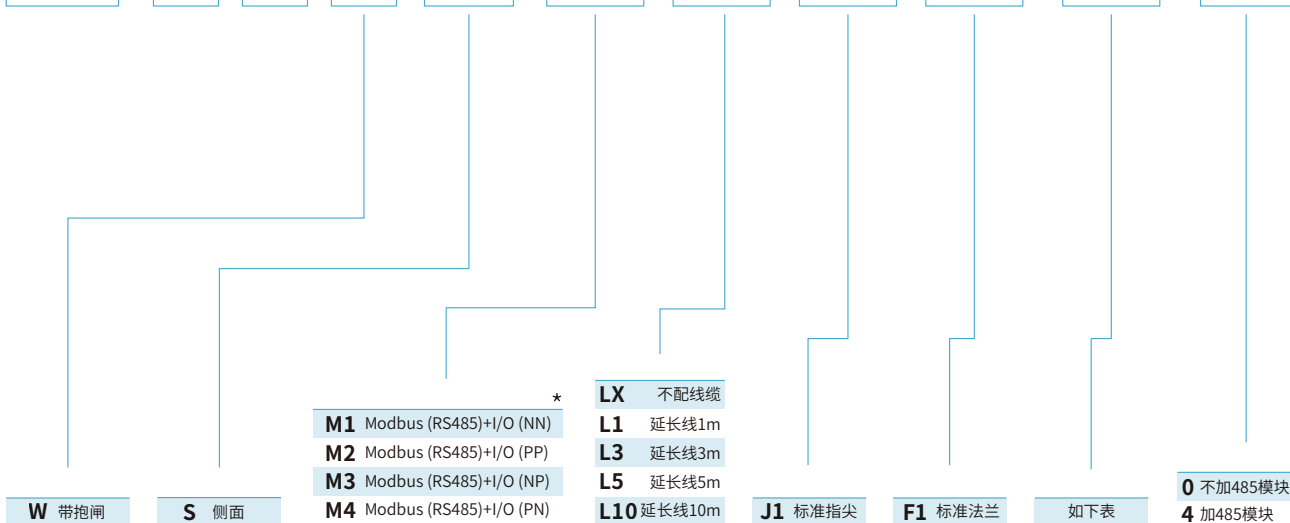 *
W 带抱闸
S 侧面
M1 Modbus (RS485)+I/O (NN)
M2 Modbus (RS485)+I/O (PP)
M3 Modbus (RS485)+I/O (NP)
M4 Modbus (RS485)+I/O (PN)
LX 不配线缆
L1 延长线1m
L3 延长线3m
L5 延长线5m
L10 延长线10m
J1 标准指尖
F1 标准法兰
如下表
0 不加485模块
4 加485模块